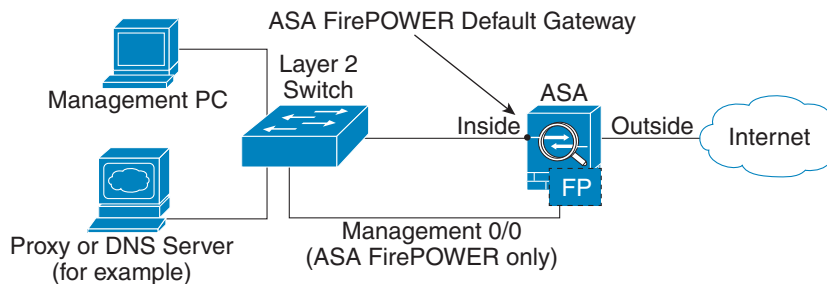 ASA FirePOWER Default Gateway
Layer 2
Switch
ASA
Management PC
Inside
Outside
Internet
FP
Proxy or DNS Server
(for example)
Management 0/0
(ASA FirePOWER only)